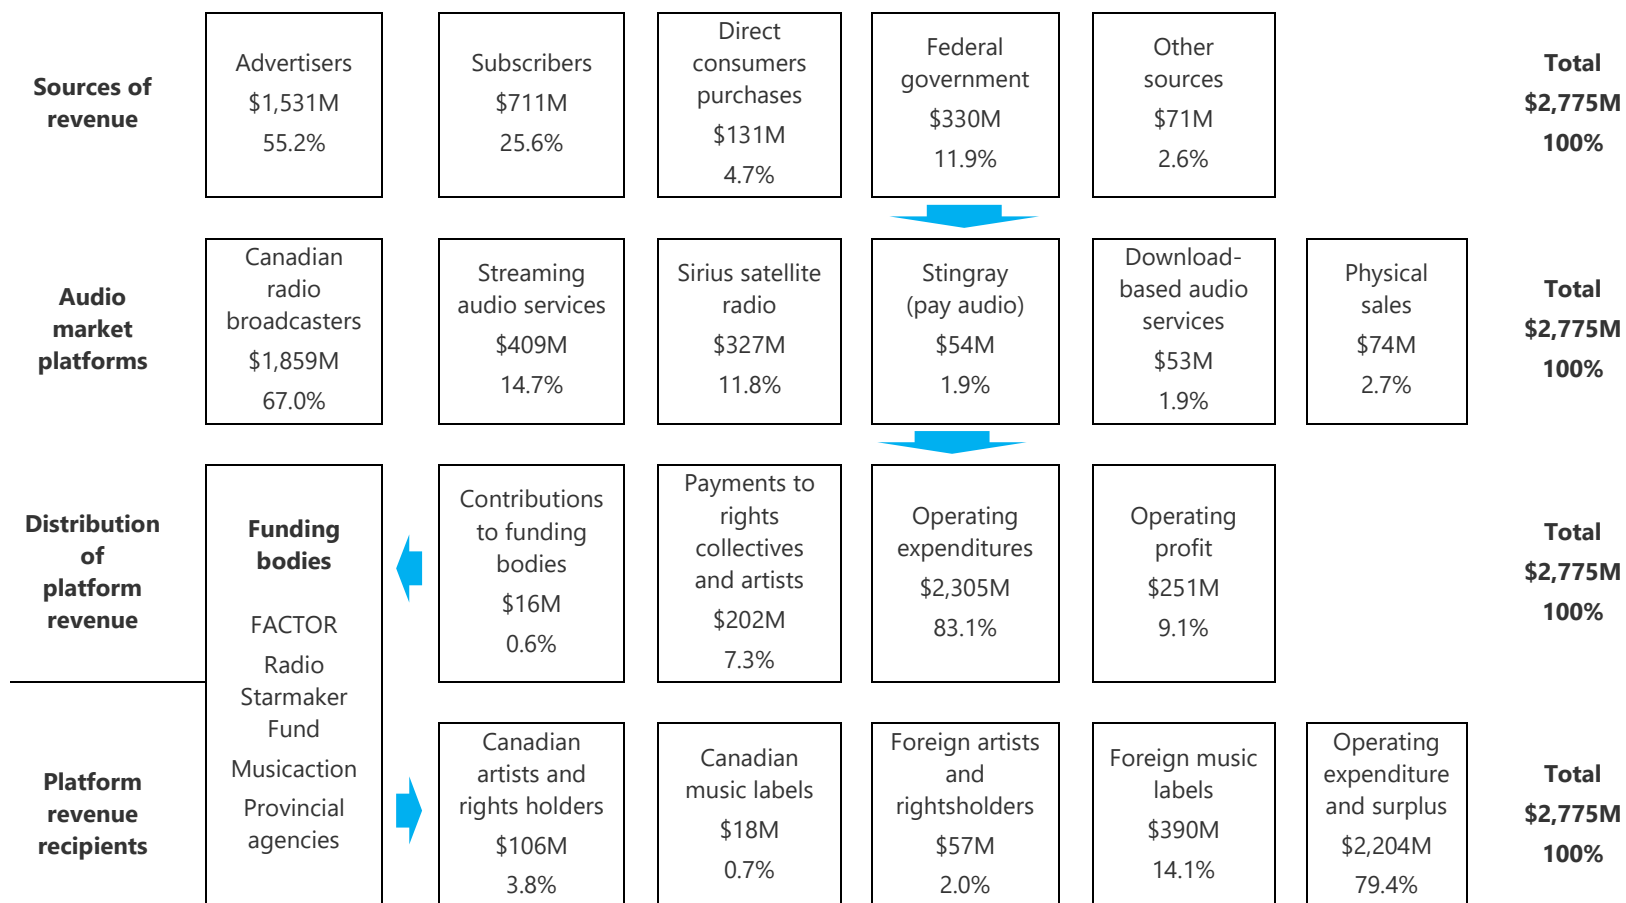 Sources of
revenue
Advertisers
$1,531M
55.2%
Subscribers
$711M
25.6%
Direct
consumers
purchases
$131M
4.7%
Federal
government
$330M
11.9%
Other
sources
$71M
2.6%
Total
$2,775M
100%
Audio
market
platforms
Canadian
radio
broadcasters
$1,859M
67.0%
Streaming
audio services
$409M
14.7%
Sirius satellite
radio
$327M
11.8%
Stingray
(pay audio)
$54M
1.9%
Download-
based audio
services
$53M
1.9%
Physical
sales
$74M
2.7%
Total
$2,775M
100%
Distribution
of
platform
revenue
Funding
bodies
FACTOR
Radio
Starmaker
Fund
Musicaction
Provincial
agencies
Contributions
to funding
bodies
$16M
0.6%
Payments to
rights
collectives
and artists
$202M
7.3%
Operating
expenditures
$2,305M
83.1%
Operating
profit
$251M
9.1%
Total
$2,775M
100%
Platform
revenue
recipients
Canadian
artists and
rights holders
$106M
3.8%
Canadian
music labels
$18M
0.7%
Foreign artists
and
rightsholders
$57M
2.0%
Foreign music
labels
$390M
14.1%
Operating
expenditure
and surplus
$2,204M
79.4%
Total
$2,775M
100%